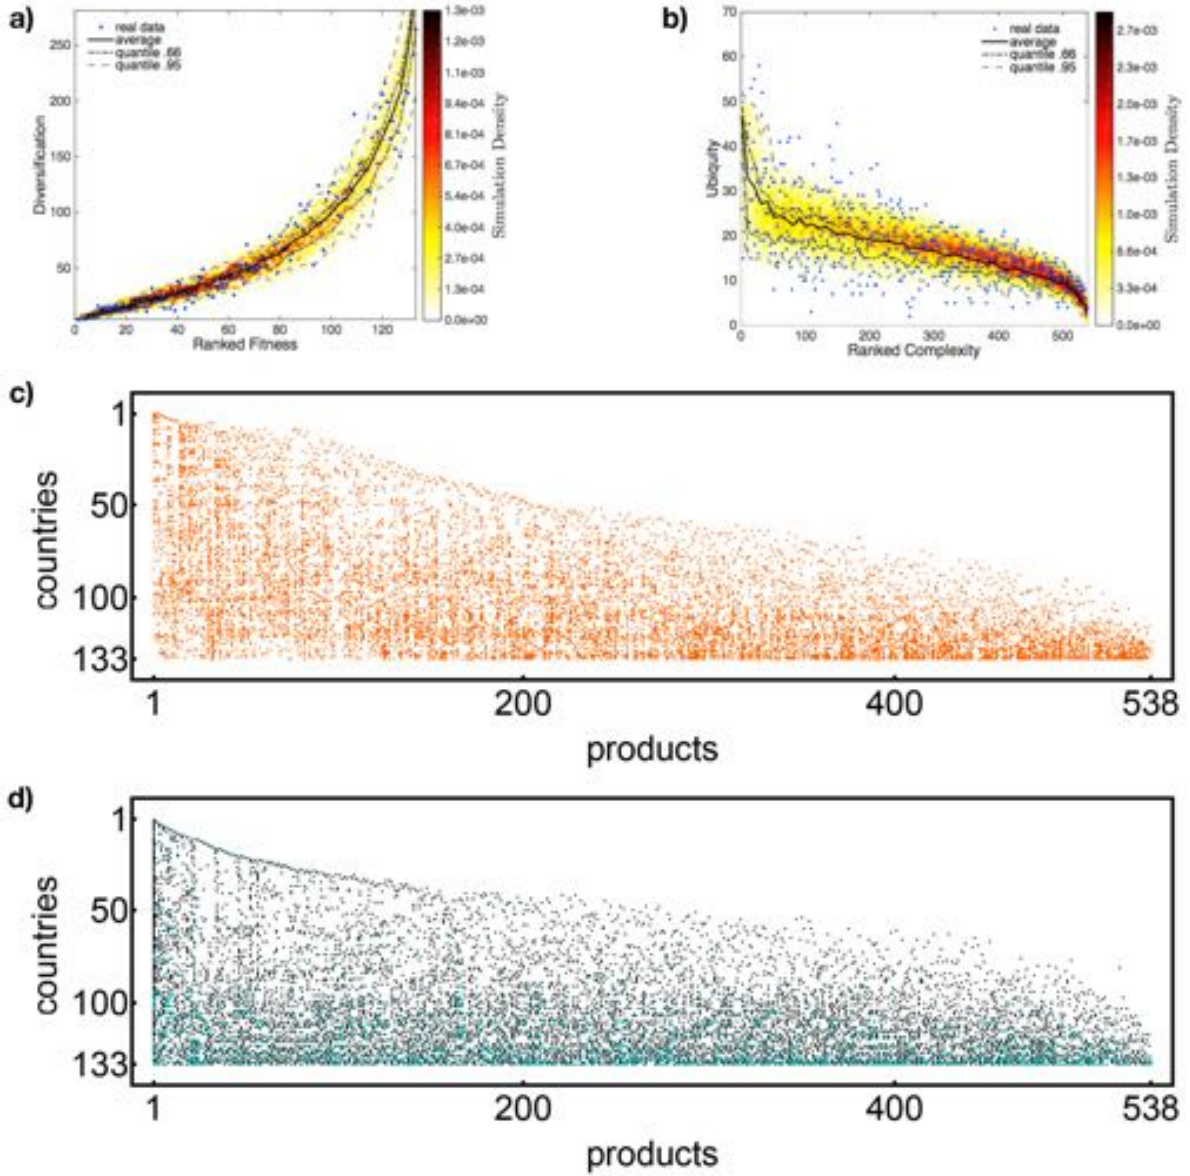 a)
real data
average
quantile .66
quantile .95
250
200
150
100
50
Diversification
0 20 40 60 80 100 120
Ranked Fitness
1.3e-03
1.2e-03
1.1e-03
9.4e-04
8.1e-04
6.7e-04
5.4e-04
4.0e-04
2.7e-04
1.3e-04
0.0e+00
Simulation Density
b)
real data
average
quantile .66
quantile .95
70
60
50
40
30
20
10
0
Ubiquity
0 100 200 300 400 500
Ranked Complexity
2.7e-03
2.3e-03
2.0e-03
1.7e-03
1.3e-03
1.0e-03
6.6e-04
3.3e-04
0.0e+00
Simulation Density
c)
1
50
100
133
countries
1 200 400 538
products
d)
1
50
100
133
countries
1 200 400 538
products